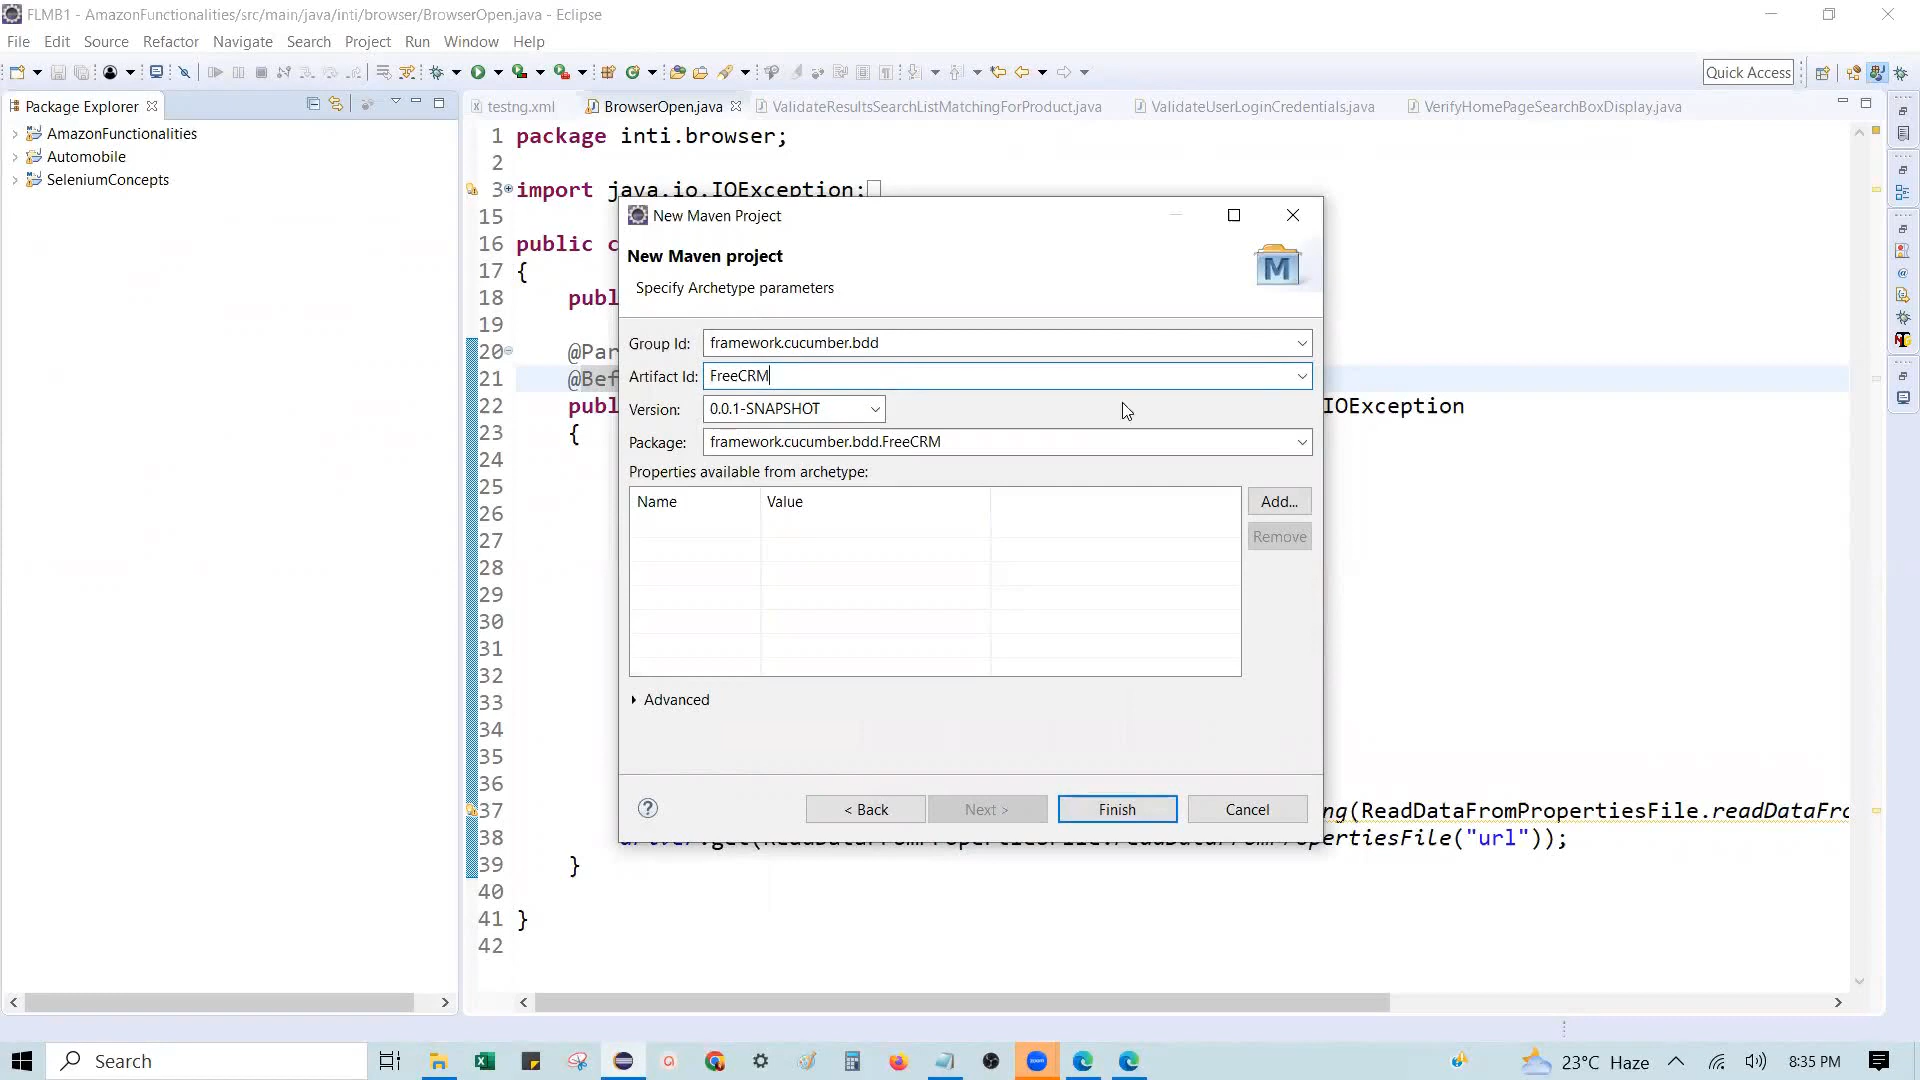 FLMB1 - AmazonFunctionalities/src/main/java/inti/browser/BrowserOpen.java - Eclipse
File Edit Source Refactor Navigate Search Project Run Window Help
Quick Access
Package Explorer
AmazonFunctionalities
Automobile
SeleniumConcepts
testng.xml BrowserOpen.java ValidateResultsSearchListMatchingForProduct.java ValidateUserLoginCredentials.java VerifyHomePageSearchBoxDisplay.java
1 package inti.browser;
2
3 import java.io.IOException;
15
16 public c
17 {
18 publ
19
20 @Par
21 @Bef
22 publ IOException
23 {
24
25
26
27
28
29
30
31
32
33
34
35
36
37 ng(ReadDataFromPropertiesFile.readDataFro
38 driver.get(ReadDataFromPropertiesFile.readDataFromPropertiesFile("url"));
39 }
40
41 }
42
New Maven Project
New Maven project
Specify Archetype parameters
M
Group Id: framework.cucumber.bdd
Artifact Id: FreeCRM
Version: 0.0.1-SNAPSHOT
Package: framework.cucumber.bdd.FreeCRM
Properties available from archetype:
Name Value
Add...
Remove
Advanced
< Back Next > Finish Cancel
Search
zoom
23°C Haze
8:35 PM